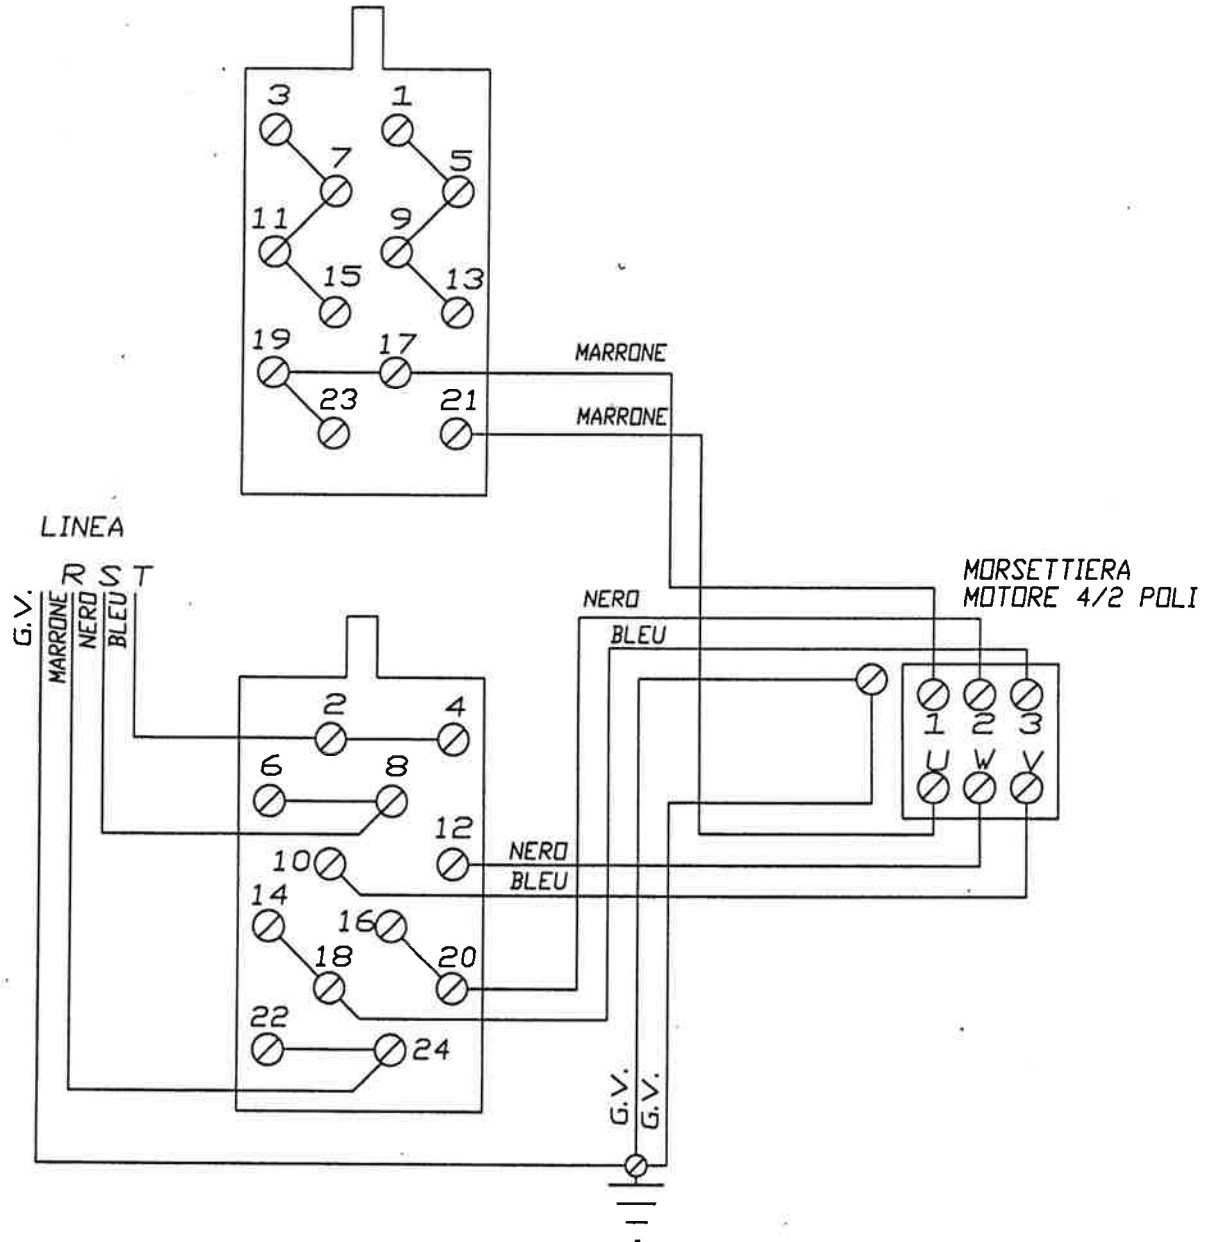 3 1
7 5
11 9
15 13
19 17
23 21
MARRONE
MARRONE
LINEA
R S T
G.V.
MARRONE
NERO
BLEU
MORSETTIERA
MOTORE 4/2 POLI
NERO
BLEU
2 4
6 8
10 12
14 16
18 20
22 24
NERO
BLEU
1 2 3
U W V
G.V.
G.V.